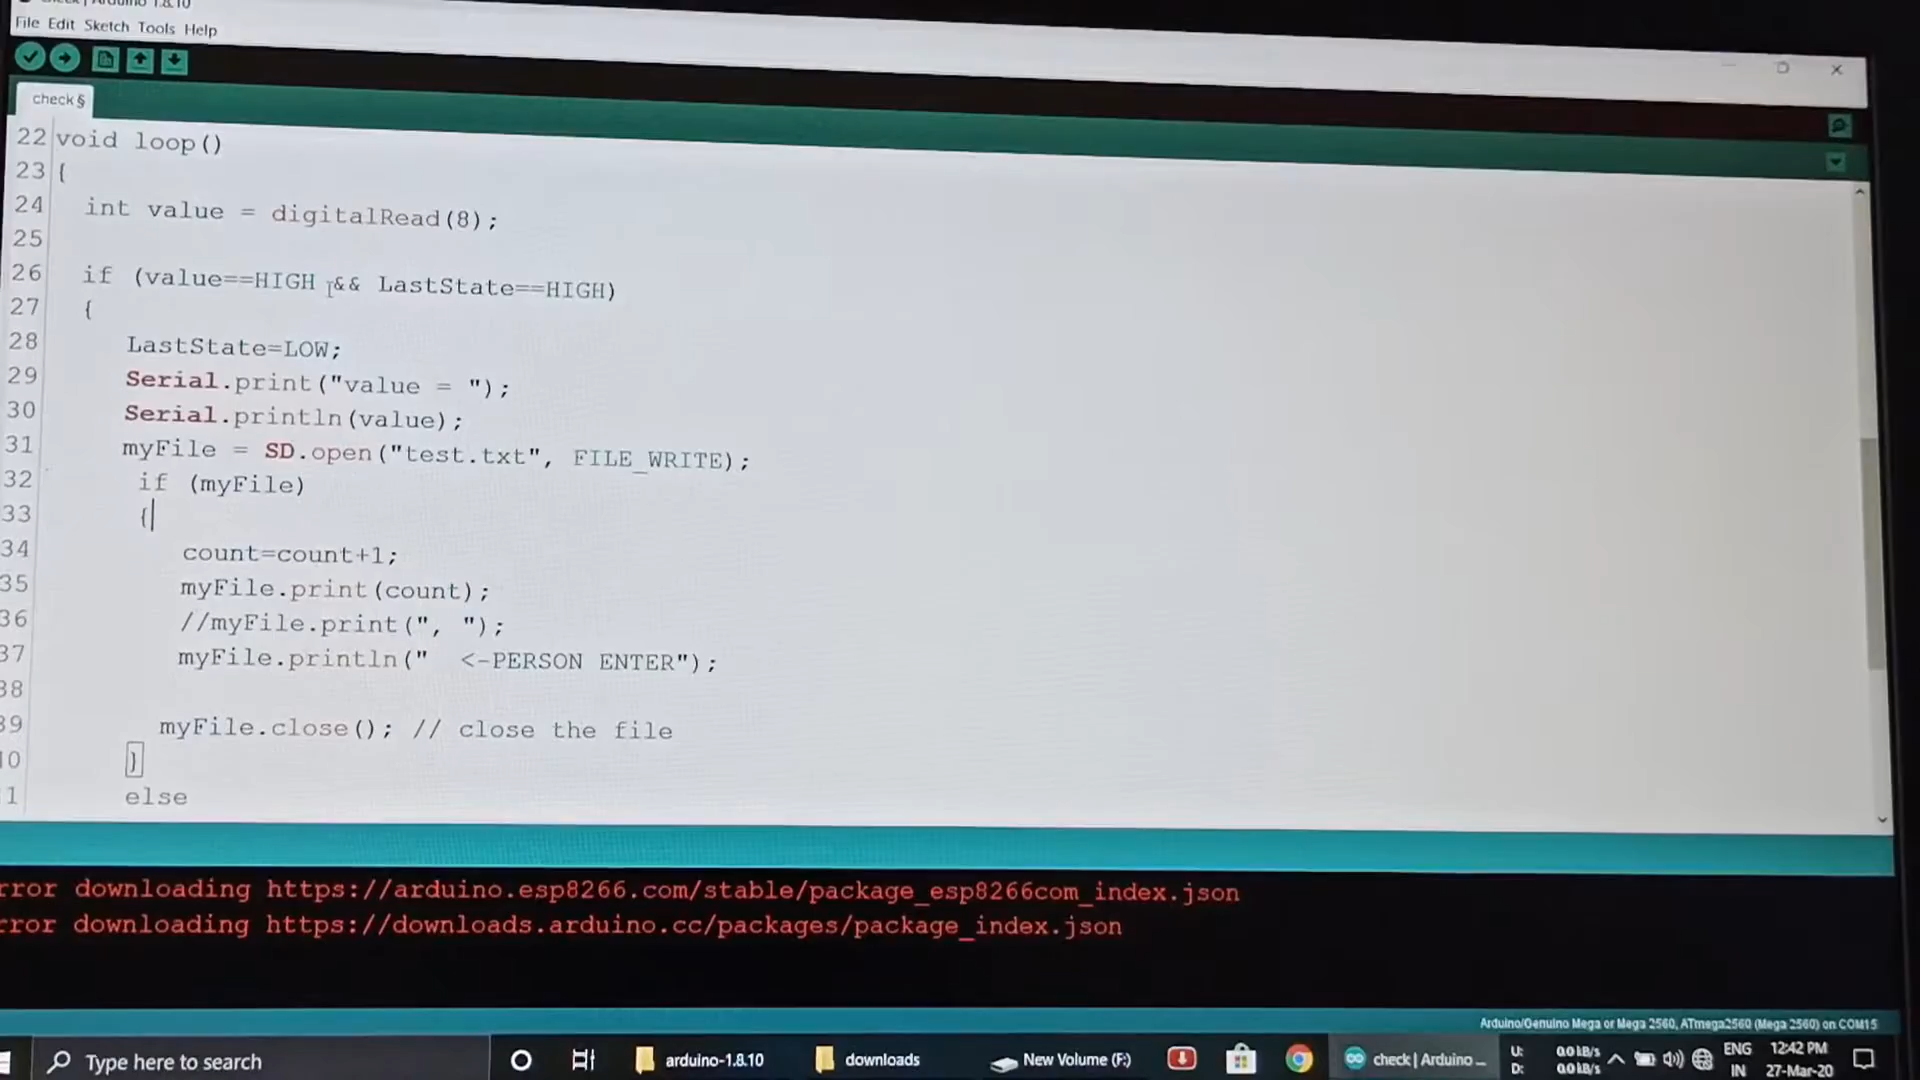 File Edit Sketch Tools Help
check §
22 void loop()
23 {
24 int value = digitalRead(8);
25
26 if (value==HIGH && LastState==HIGH)
27 {
28 LastState=LOW;
29 Serial.print("value = ");
30 Serial.println(value);
31 myFile = SD.open("test.txt", FILE_WRITE);
32 if (myFile)
33 {
34 count=count+1;
35 myFile.print(count);
36 //myFile.print(", ");
37 myFile.println("  <-PERSON ENTER");
38
39 myFile.close(); // close the file
}
else
rror downloading https://arduino.esp8266.com/stable/package_esp8266com_index.json
rror downloading https://downloads.arduino.cc/packages/package_index.json
Arduino/Genuino Mega or Mega 2560, ATmega2560 (Mega 2560) on COM15
Type here to search
arduino-1.8.10
downloads
New Volume (F:)
check | Arduino ...
U: 0.0 kB/s
D: 0.0 kB/s
ENG
IN
12:42 PM
27-Mar-20